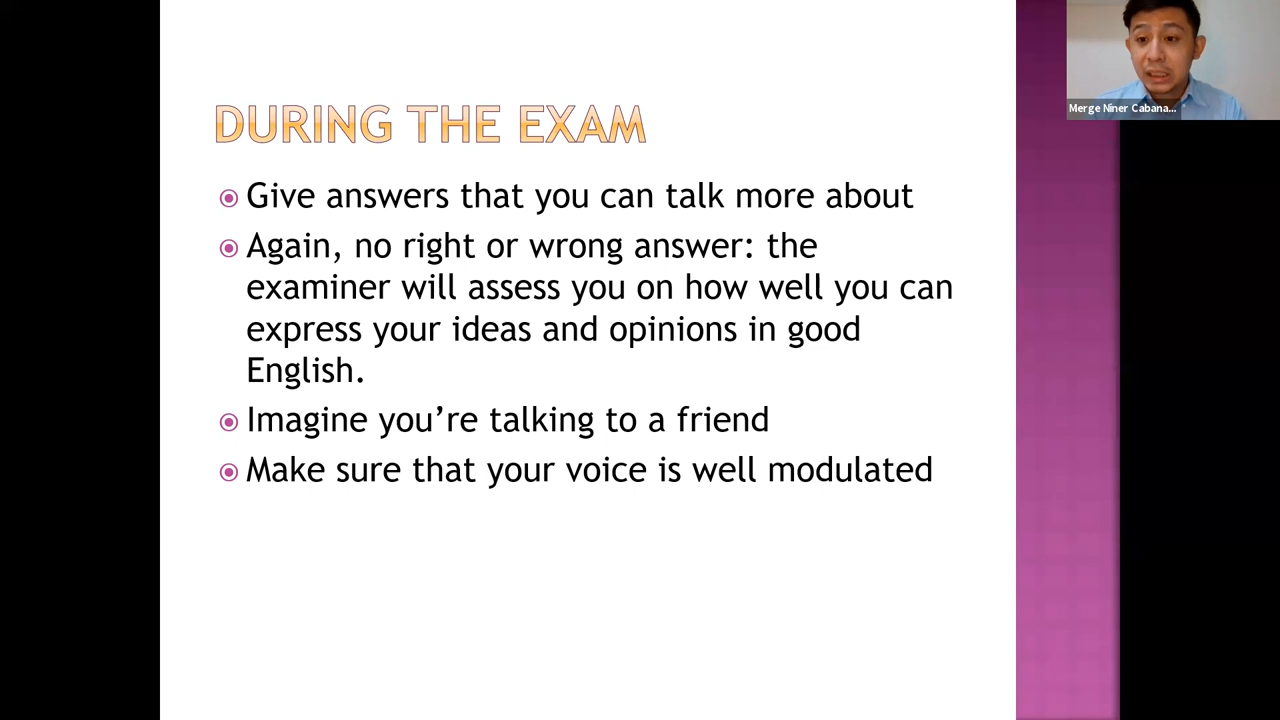 DURING THE EXAM
Give answers that you can talk more about
Again, no right or wrong answer: the
examiner will assess you on how well you can
express your ideas and opinions in good
English.
Imagine you’re talking to a friend
Make sure that your voice is well modulated
Merge Niner Cabana...